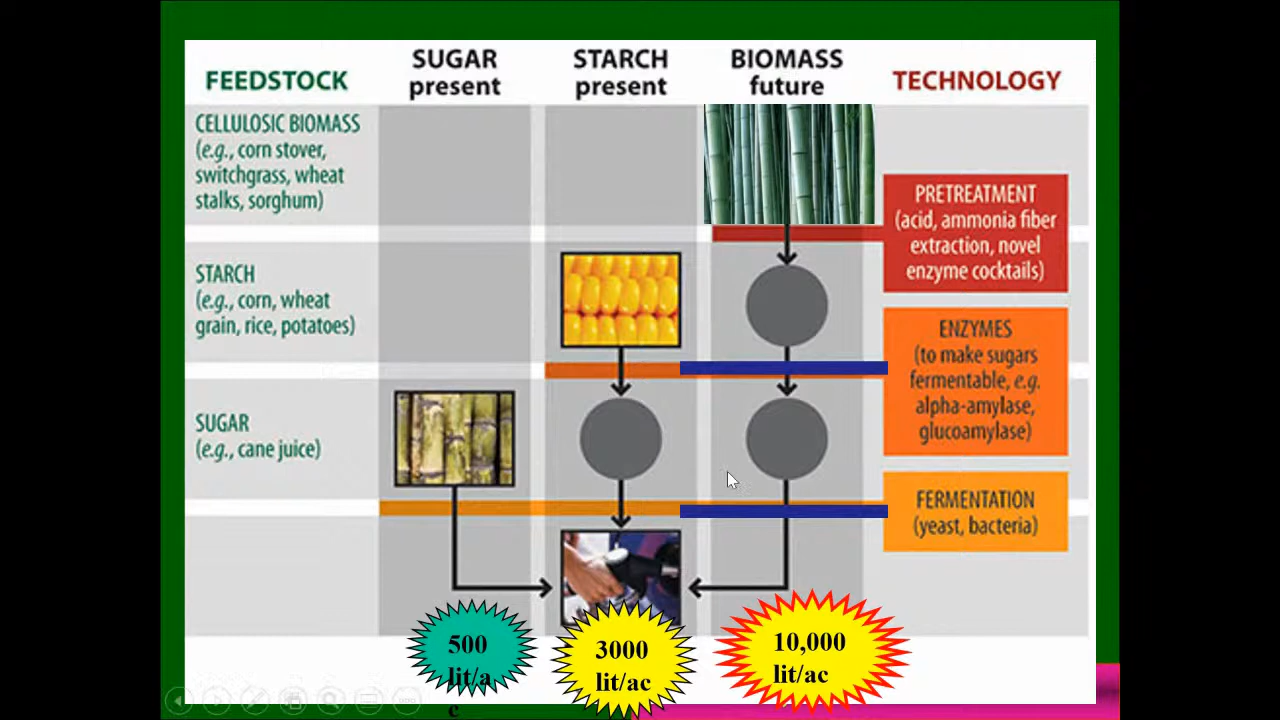 FEEDSTOCK
SUGAR
present
STARCH
present
BIOMASS
future
TECHNOLOGY
CELLULOSIC BIOMASS
(e.g., corn stover,
switchgrass, wheat
stalks, sorghum)
PRETREATMENT
(acid, ammonia fiber
extraction, novel
enzyme cocktails)
STARCH
(e.g., corn, wheat
grain, rice, potatoes)
ENZYMES
(to make sugars
fermentable, e.g.
alpha-amylase,
glucoamylase)
SUGAR
(e.g., cane juice)
FERMENTATION
(yeast, bacteria)
500
lit/a
c
3000
lit/ac
10,000
lit/ac